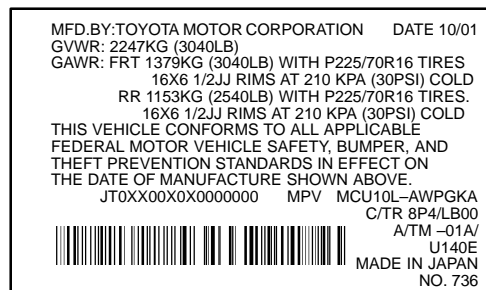 MFD.BY:TOYOTA MOTOR CORPORATION DATE 10/01
GVWR: 2247KG (3040LB)
GAWR: FRT 1379KG (3040LB) WITH P225/70R16 TIRES
16X6 1/2JJ RIMS AT 210 KPA (30PSI) COLD
RR 1153KG (2540LB) WITH P225/70R16 TIRES.
16X6 1/2JJ RIMS AT 210 KPA (30PSI) COLD
THIS VEHICLE CONFORMS TO ALL APPLICABLE
FEDERAL MOTOR VEHICLE SAFETY, BUMPER, AND
THEFT PREVENTION STANDARDS IN EFFECT ON
THE DATE OF MANUFACTURE SHOWN ABOVE.
JT0XX00X0X0000000 MPV MCU10L–AWPGKA
C/TR 8P4/LB00
A/TM –01A/
U140E
MADE IN JAPAN
NO. 736